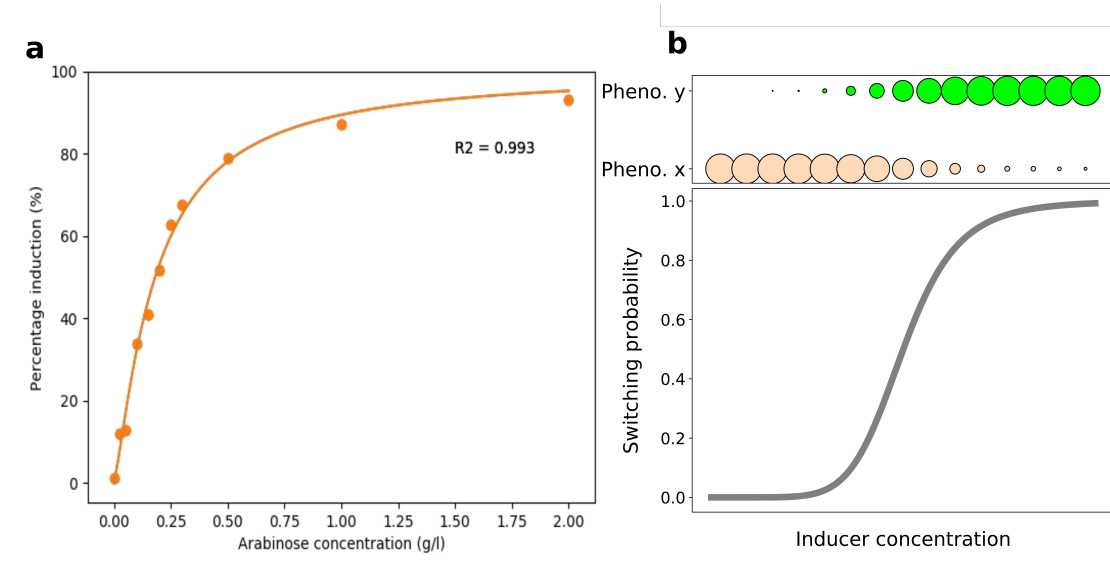 a
100
80
60
40
20
0
Percentage induction (%)
R2 = 0.993
0.00 0.25 0.50 0.75 1.00 1.25 1.50 1.75 2.00
Arabinose concentration (g/l)
b
Pheno. y
Pheno. x
1.0
0.8
0.6
0.4
0.2
0.0
Switching probability
Inducer concentration